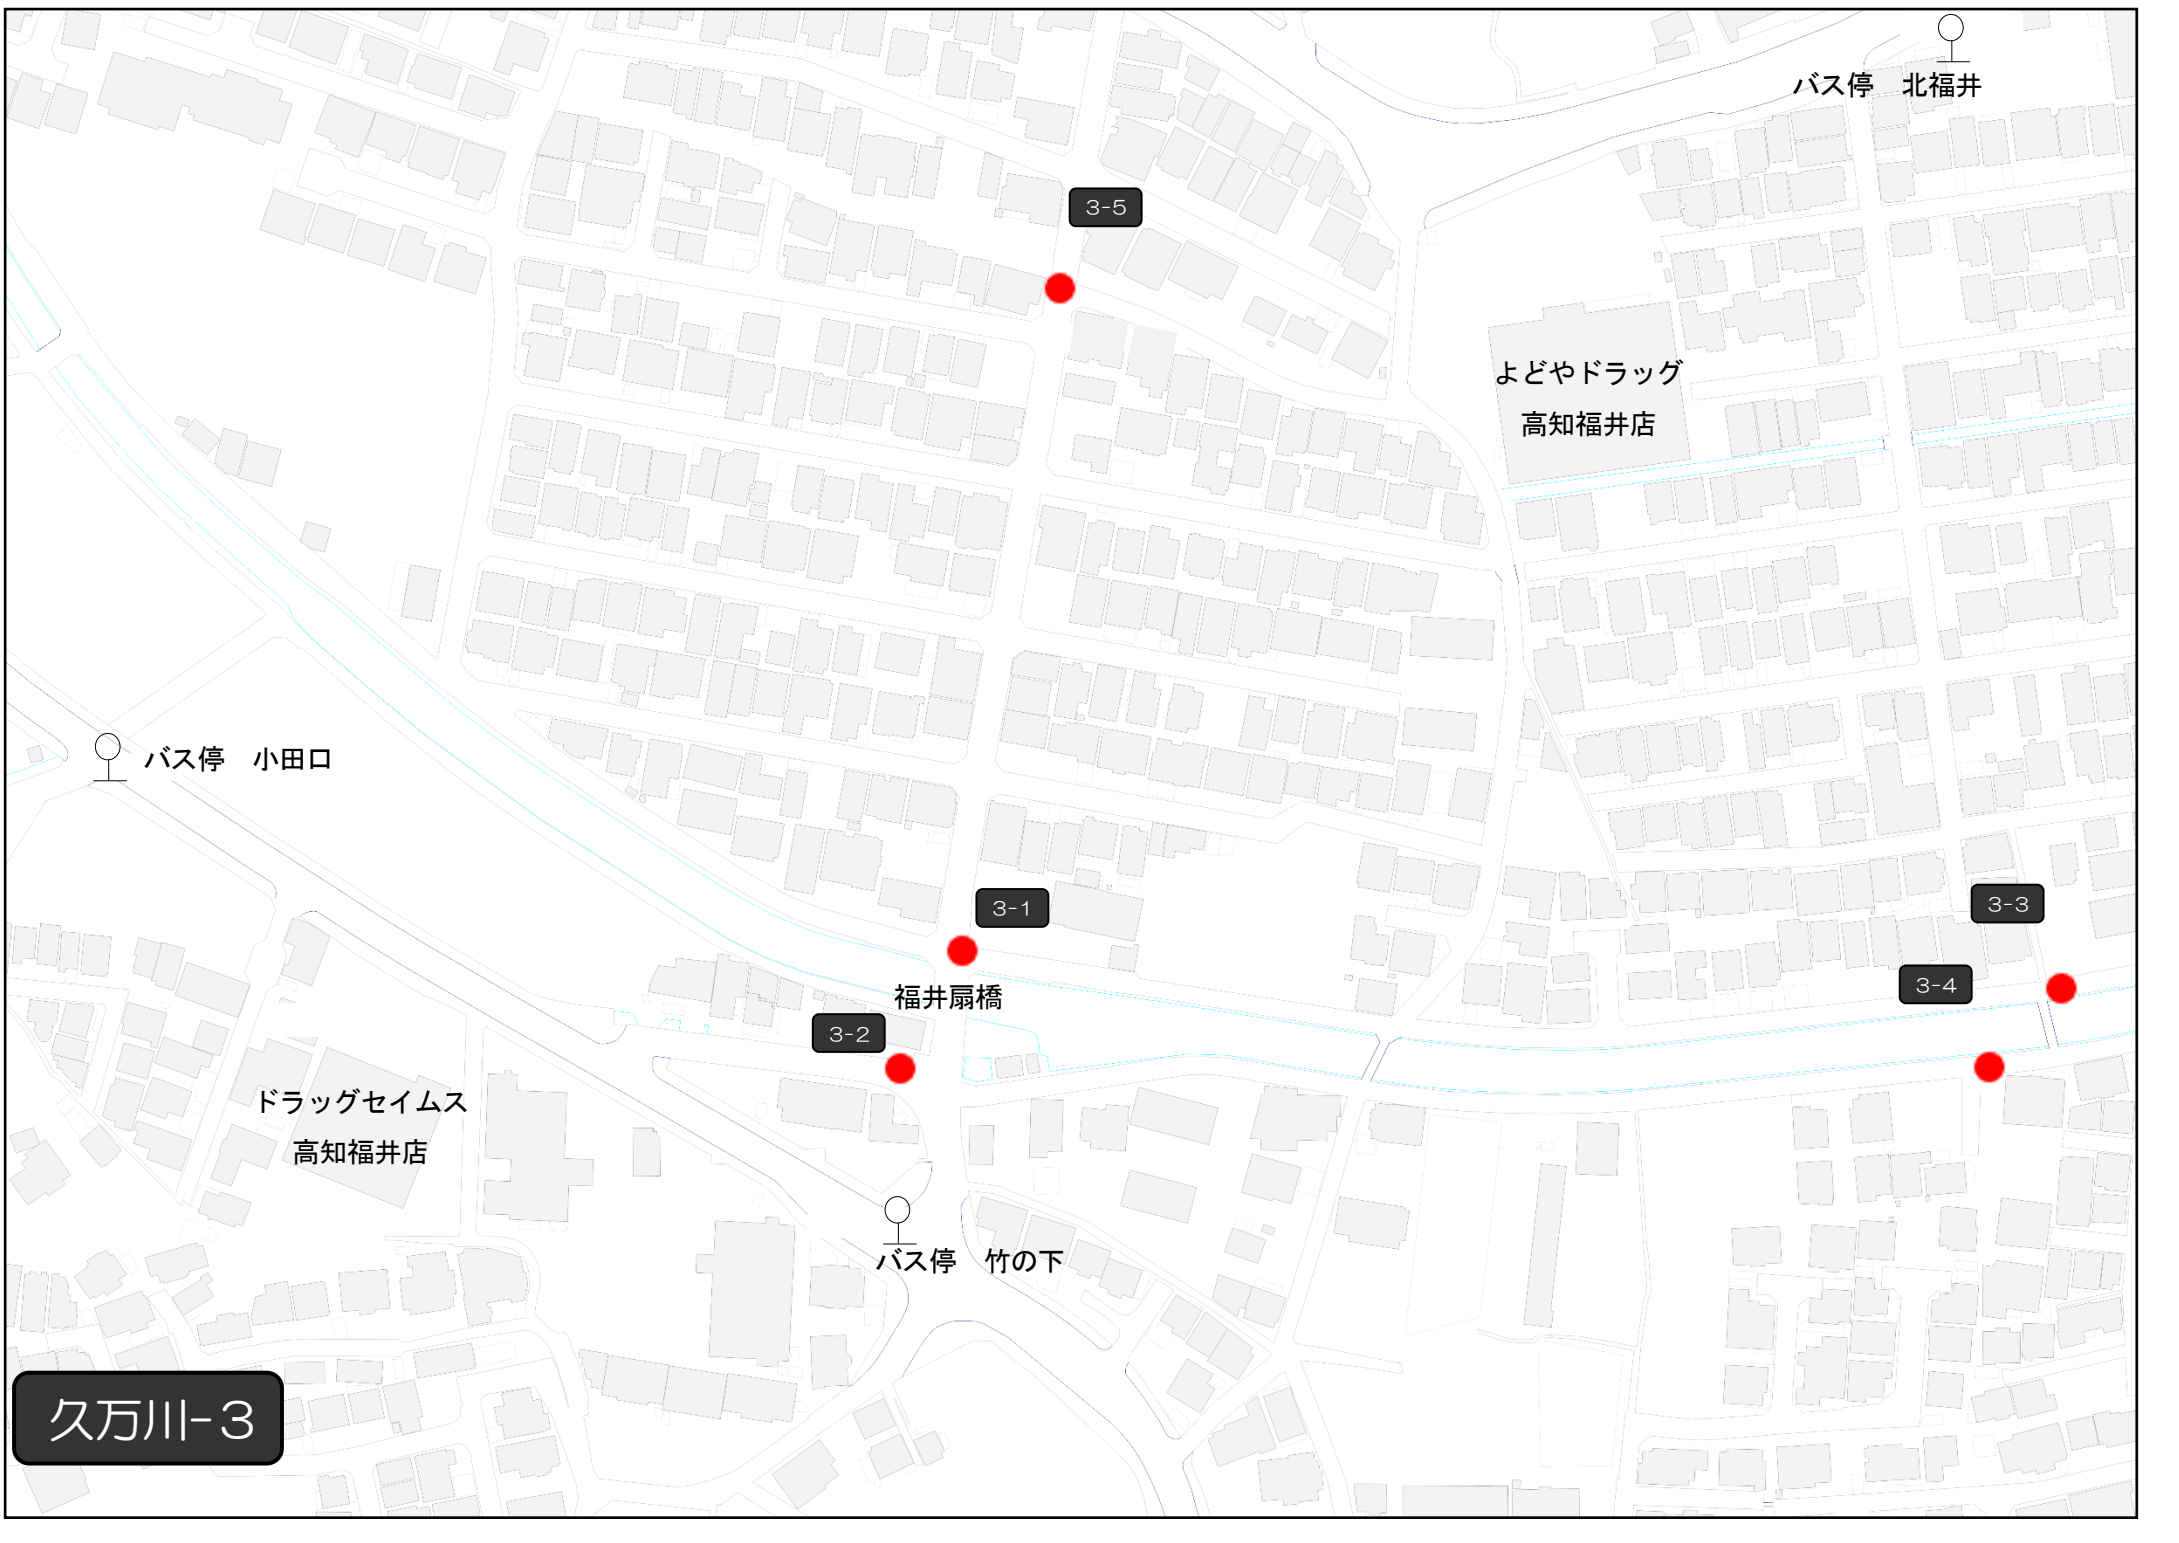 バス停　北福井
3-5
よどやドラッグ
高知福井店
バス停　小田口
3-1
3-3
福井扇橋
3-4
3-2
ドラッグセイムス
高知福井店
バス停　竹の下
久万川-3